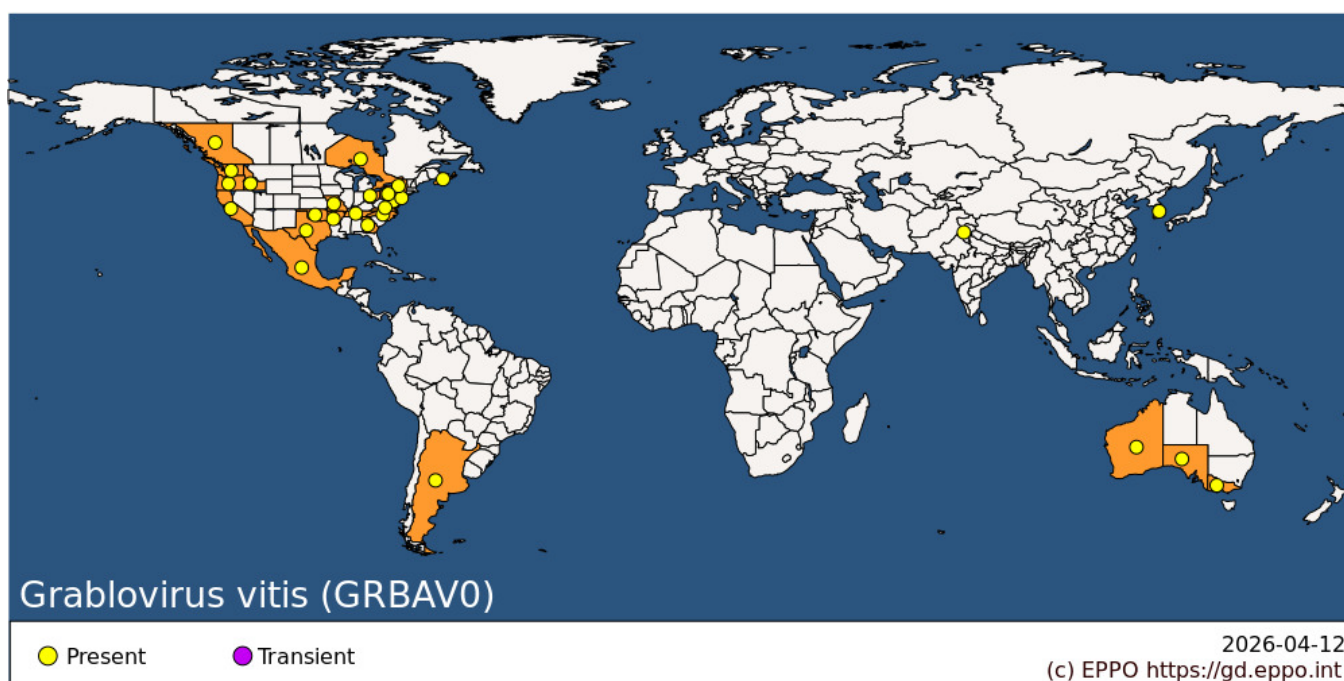 Grablovirus vitis (GRBAV0)
Present
Transient
2026-04-12
(c) EPPO https://gd.eppo.int